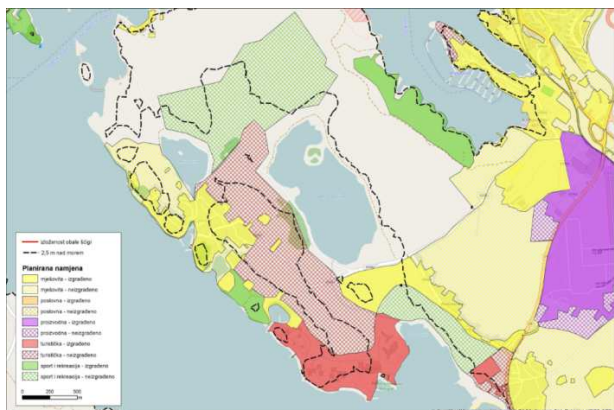 izloženost obale štigi
2,5 m nad morem
Planirana namjena
mješovita - izgrađeno
mješovita - neizgrađeno
poslovna - izgrađeno
poslovna - neizgrađeno
proizvodna - izgrađeno
proizvodna - neizgrađeno
turistička - izgrađeno
turistička - neizgrađeno
sport i rekreacija - izgrađeno
sport i rekreacija - neizgrađeno
0 250 500
m